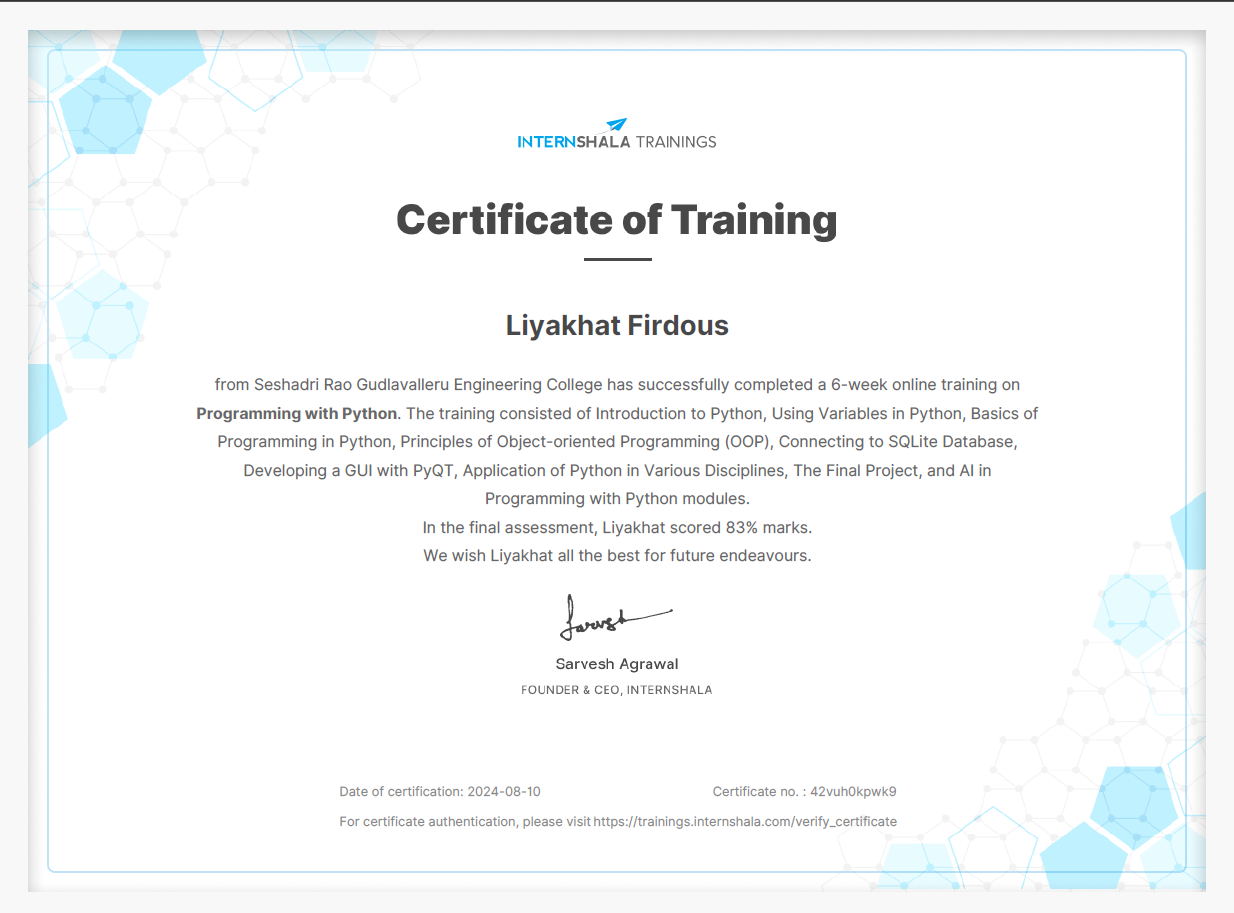 INTERNSHALA TRAININGS
Certificate of Training
Liyakhat Firdous
from Seshadri Rao Gudlavalleru Engineering College has successfully completed a 6-week online training on
Programming with Python. The training consisted of Introduction to Python, Using Variables in Python, Basics of
Programming in Python, Principles of Object-oriented Programming (OOP), Connecting to SQLite Database,
Developing a GUI with PyQT, Application of Python in Various Disciplines, The Final Project, and AI in
Programming with Python modules.
In the final assessment, Liyakhat scored 83% marks.
We wish Liyakhat all the best for future endeavours.
Sarvesh
Sarvesh Agrawal
FOUNDER & CEO, INTERNSHALA
Date of certification: 2024-08-10 Certificate no. : 42vuh0kpwk9
For certificate authentication, please visit https://trainings.internshala.com/verify_certificate